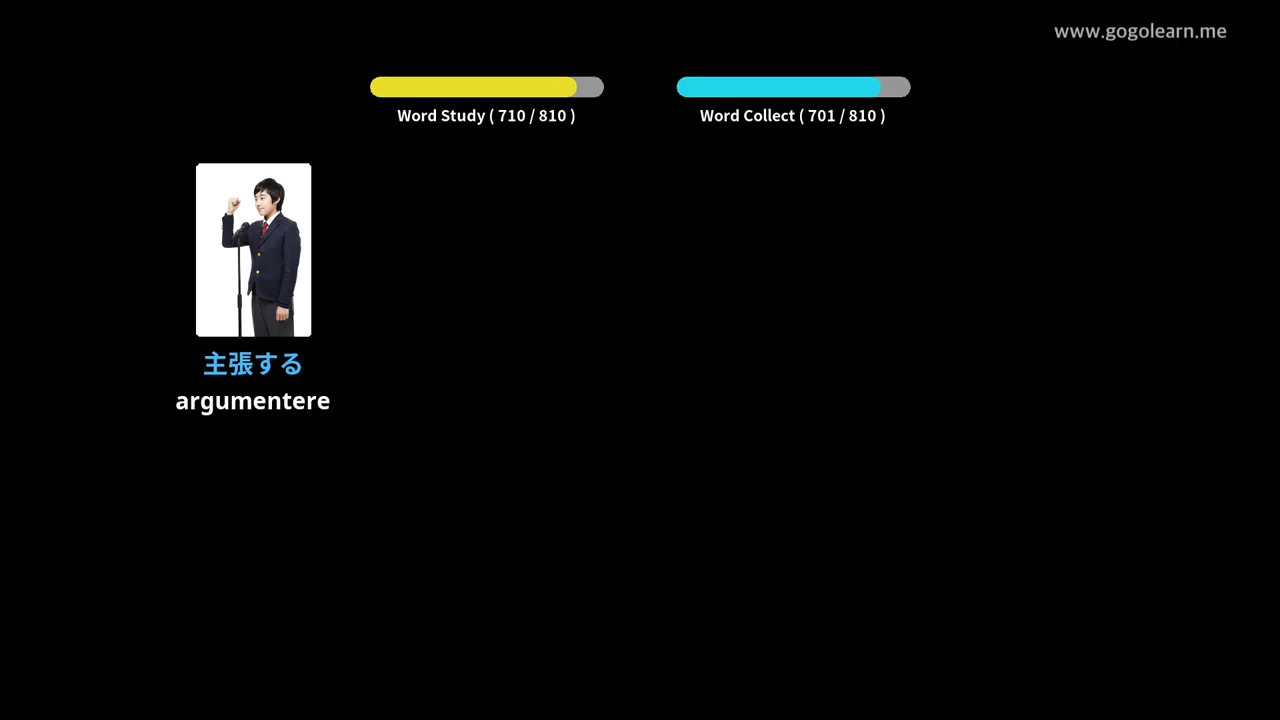 www.gogolearn.me
Word Study ( 710 / 810 )
Word Collect ( 701 / 810 )
主張する
argumentere